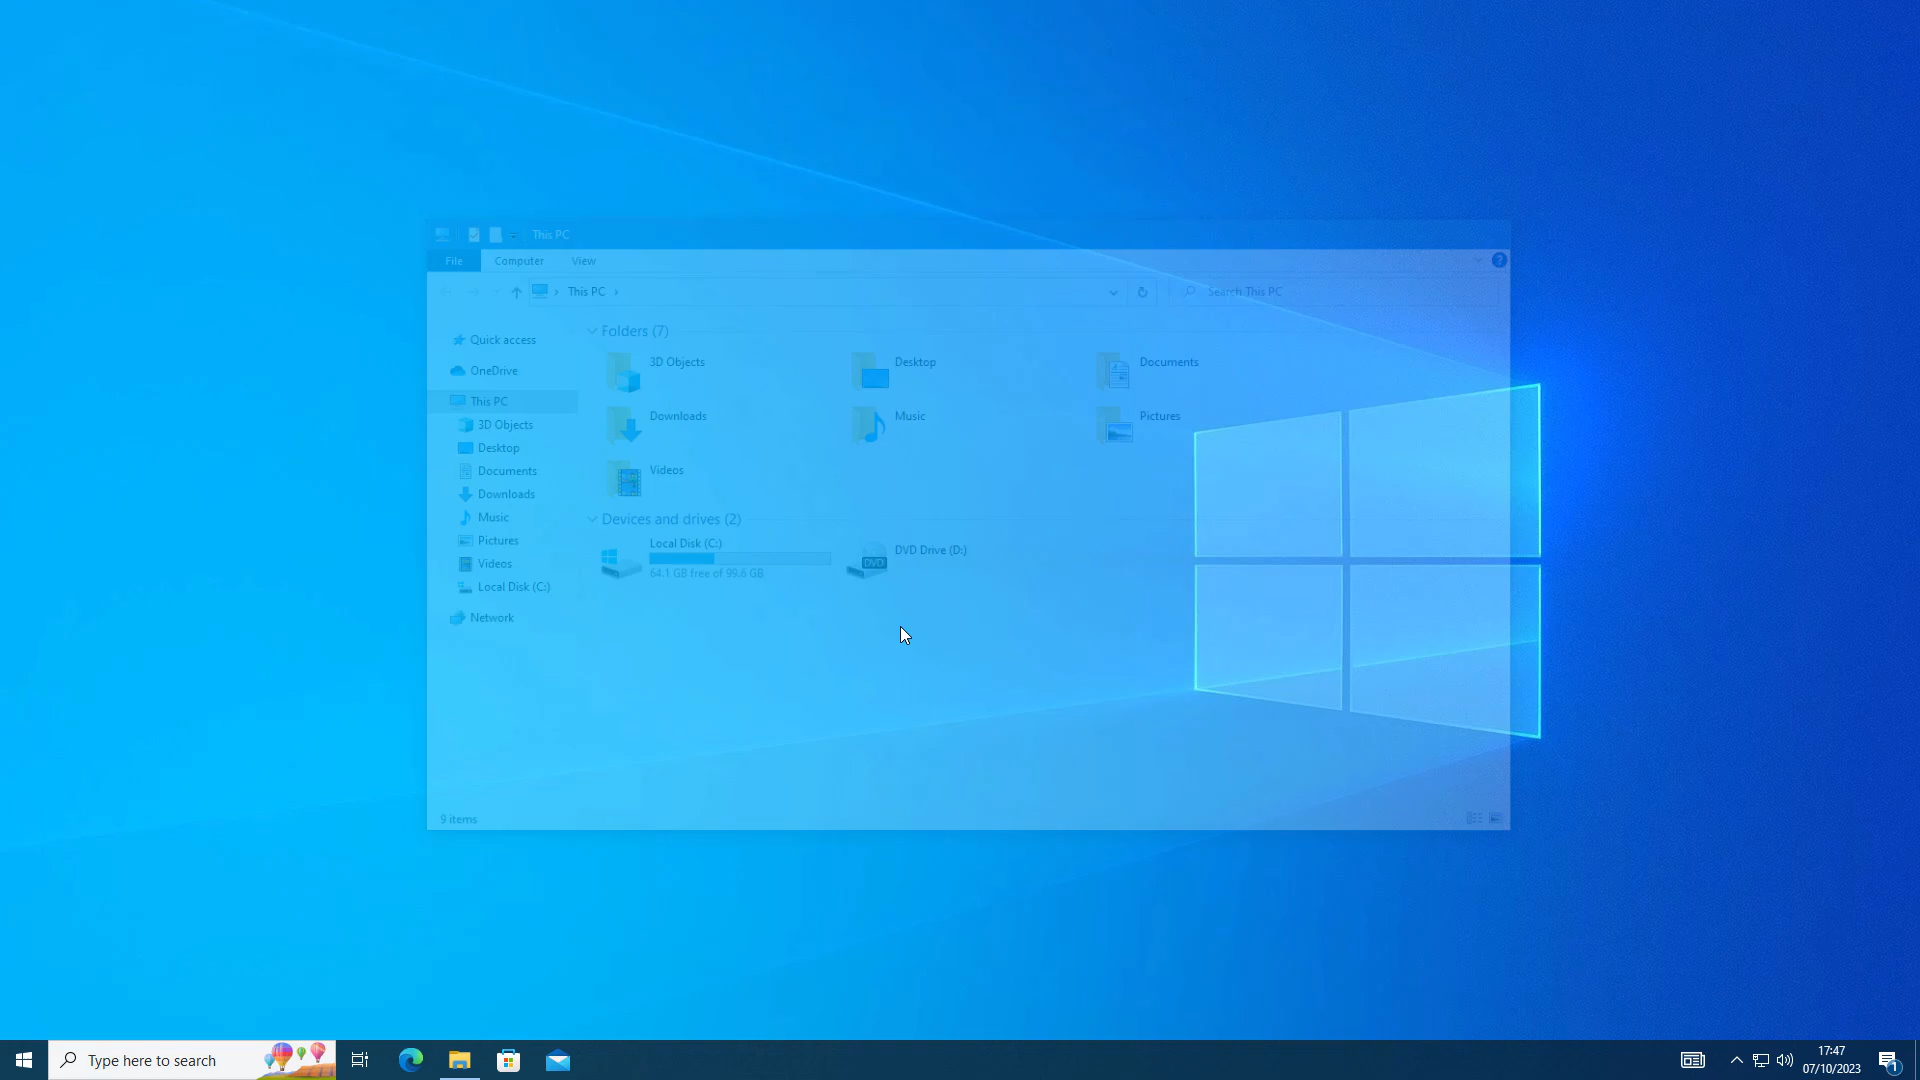 This PC
File Computer View
This PC
Search This PC
Quick access
OneDrive
This PC
3D Objects
Desktop
Documents
Downloads
Music
Pictures
Videos
Local Disk (C:)
Network
Folders (7)
3D Objects
Desktop
Documents
Downloads
Music
Pictures
Videos
Devices and drives (2)
Local Disk (C:)
64.1 GB free of 99.6 GB
DVD
DVD Drive (D:)
9 items
Type here to search
17:47
07/10/2023
1